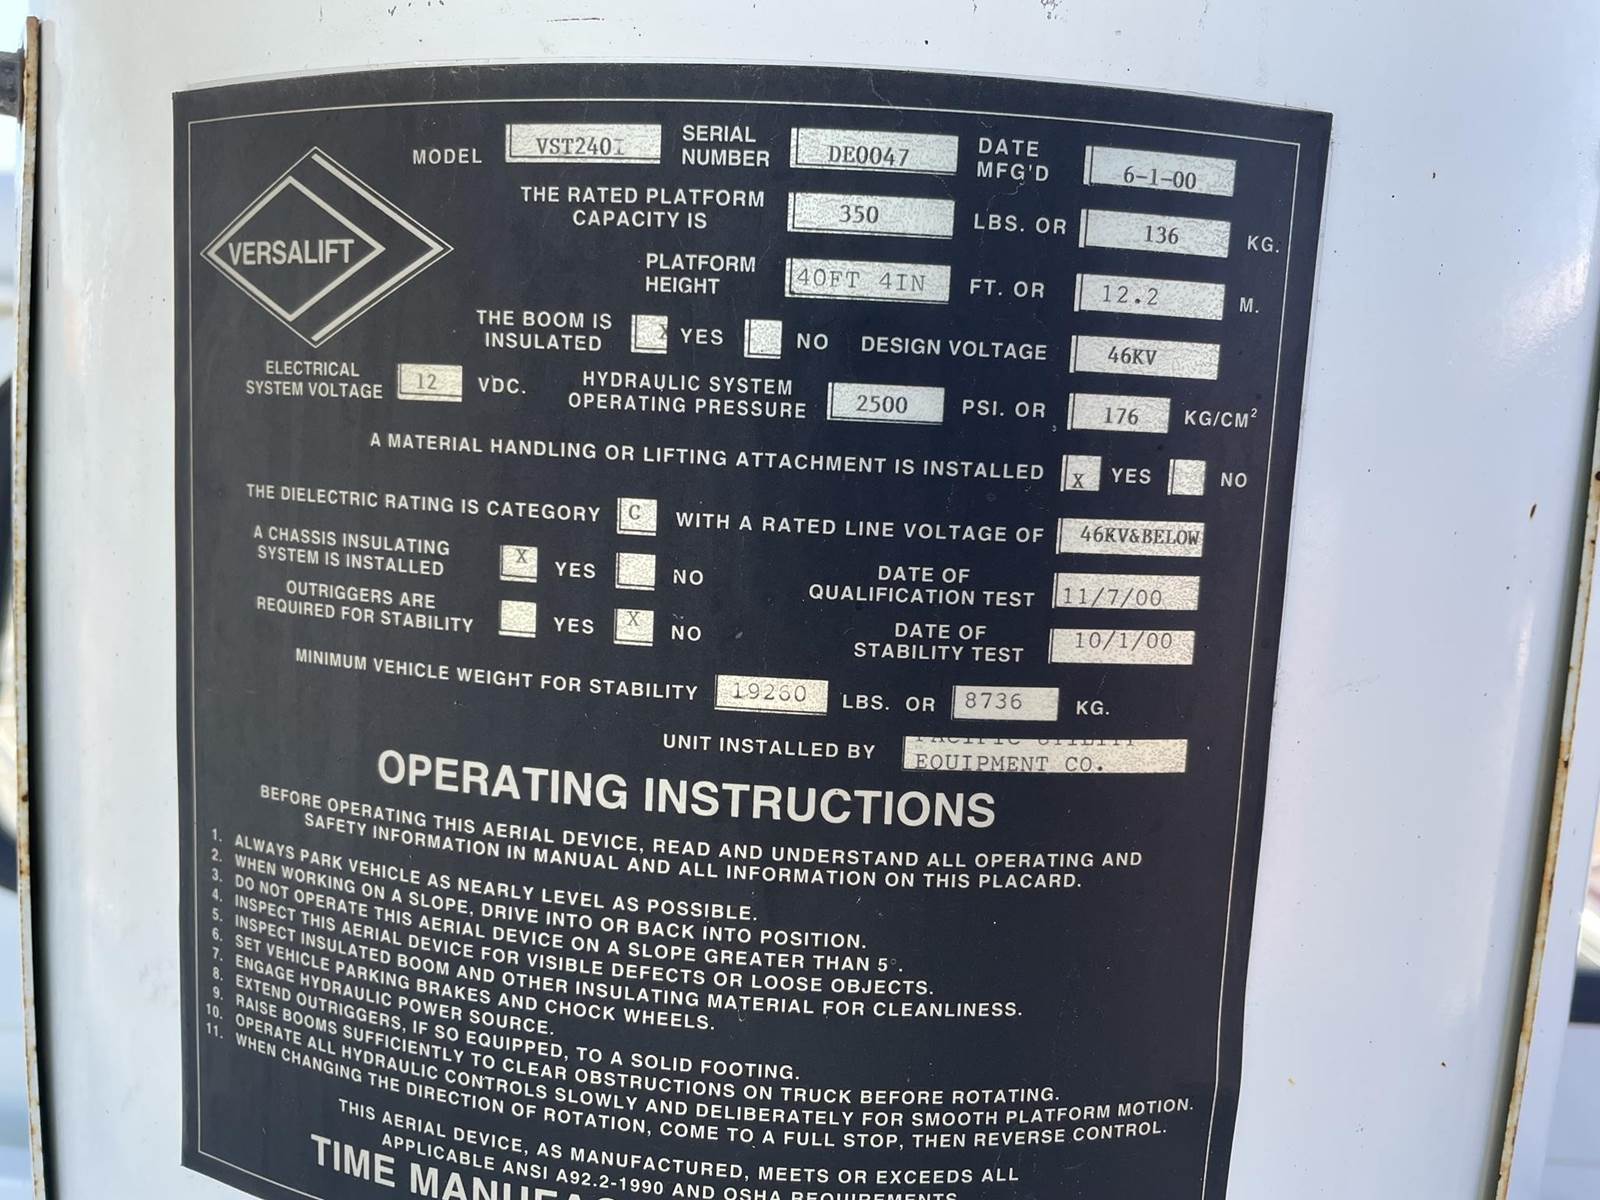 MODEL VST240I SERIAL NUMBER DE0047 DATE MFG'D 6-1-00
THE RATED PLATFORM CAPACITY IS 350 LBS. OR 136 KG.
VERSALIFT
PLATFORM HEIGHT 40FT 4IN FT. OR 12.2 M.
THE BOOM IS INSULATED X YES NO DESIGN VOLTAGE 46KV
ELECTRICAL SYSTEM VOLTAGE 12 VDC. HYDRAULIC SYSTEM OPERATING PRESSURE 2500 PSI. OR 176 KG/CM²
A MATERIAL HANDLING OR LIFTING ATTACHMENT IS INSTALLED X YES NO
THE DIELECTRIC RATING IS CATEGORY C WITH A RATED LINE VOLTAGE OF 46KV&BELOW
A CHASSIS INSULATING SYSTEM IS INSTALLED X YES NO DATE OF QUALIFICATION TEST 11/7/00
OUTRIGGERS ARE REQUIRED FOR STABILITY YES X NO DATE OF STABILITY TEST 10/1/00
MINIMUM VEHICLE WEIGHT FOR STABILITY 19260 LBS. OR 8736 KG.
UNIT INSTALLED BY PACIFIC UTILITY
EQUIPMENT CO.
OPERATING INSTRUCTIONS
BEFORE OPERATING THIS AERIAL DEVICE, READ AND UNDERSTAND ALL OPERATING AND
SAFETY INFORMATION IN MANUAL AND ALL INFORMATION ON THIS PLACARD.
1. ALWAYS PARK VEHICLE AS NEARLY LEVEL AS POSSIBLE.
2. WHEN WORKING ON A SLOPE, DRIVE INTO OR BACK INTO POSITION.
3. DO NOT OPERATE THIS AERIAL DEVICE ON A SLOPE GREATER THAN 5°.
4. INSPECT THIS AERIAL DEVICE FOR VISIBLE DEFECTS OR LOOSE OBJECTS.
5. INSPECT INSULATED BOOM AND OTHER INSULATING MATERIAL FOR CLEANLINESS.
6. SET VEHICLE PARKING BRAKES AND CHOCK WHEELS.
7. ENGAGE HYDRAULIC POWER SOURCE.
8. EXTEND OUTRIGGERS, IF SO EQUIPPED, TO A SOLID FOOTING.
9. RAISE BOOMS SUFFICIENTLY TO CLEAR OBSTRUCTIONS ON TRUCK BEFORE ROTATING.
10. OPERATE ALL HYDRAULIC CONTROLS SLOWLY AND DELIBERATELY FOR SMOOTH PLATFORM MOTION.
11. WHEN CHANGING THE DIRECTION OF ROTATION, COME TO A FULL STOP, THEN REVERSE CONTROL.
THIS AERIAL DEVICE, AS MANUFACTURED, MEETS OR EXCEEDS ALL
APPLICABLE ANSI A92.2-1990 AND OSHA REQUIREMENTS
TIME